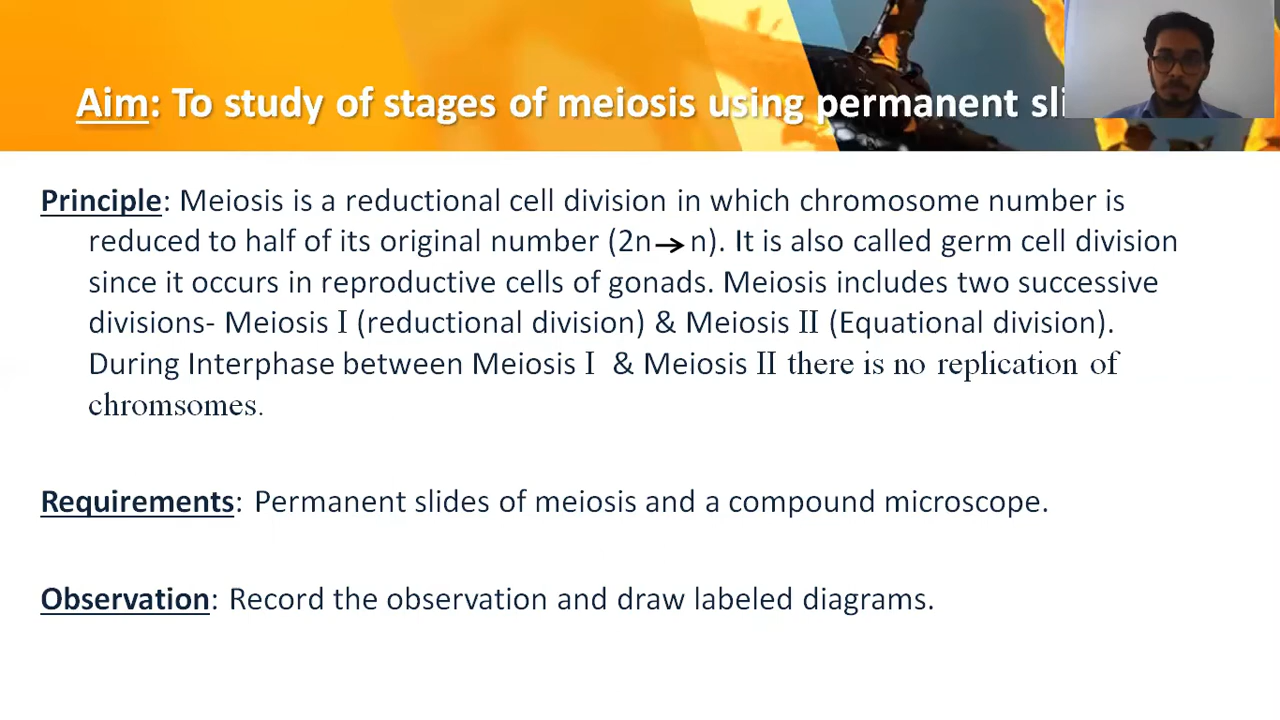 Aim: To study of stages of meiosis using permanent
Principle: Meiosis is a reductional cell division in which chromosome number is
reduced to half of its original number (2n→n). It is also called germ cell division
since it occurs in reproductive cells of gonads. Meiosis includes two successive
divisions- Meiosis I (reductional division) & Meiosis II (Equational division).
During Interphase between Meiosis I & Meiosis II there is no replication of
chromsomes.
Requirements: Permanent slides of meiosis and a compound microscope.
Observation: Record the observation and draw labeled diagrams.